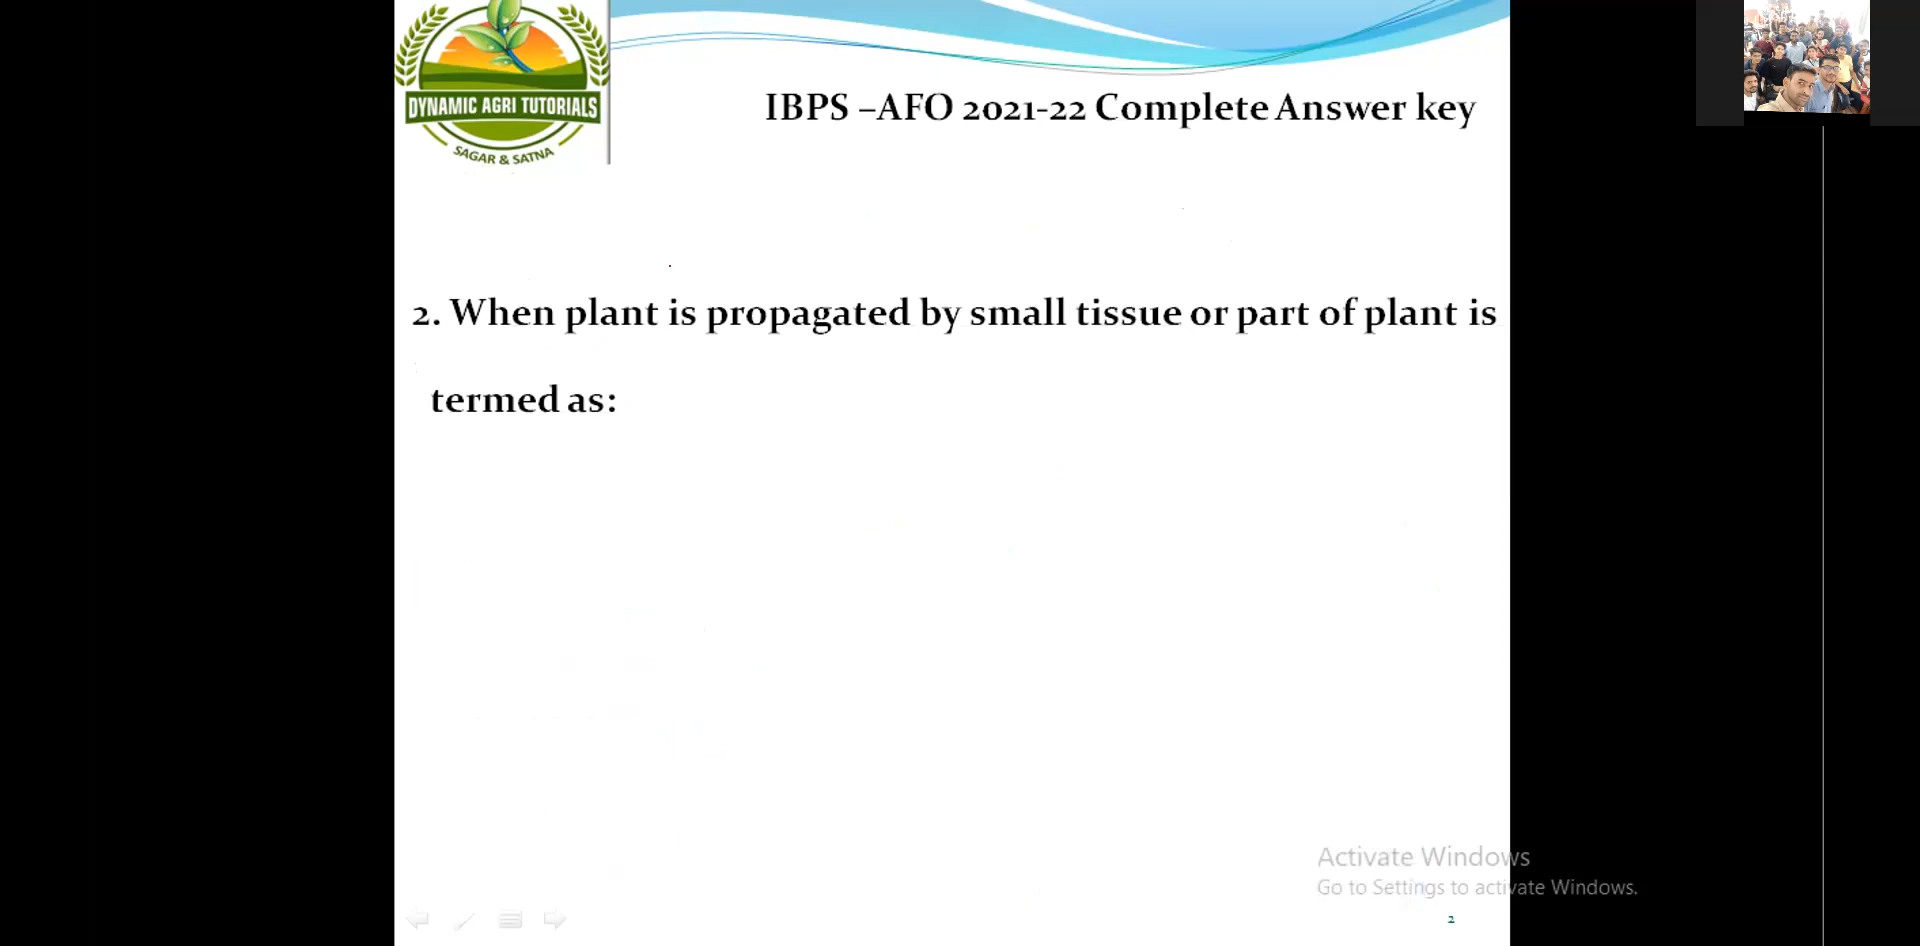 DYNAMIC AGRI TUTORIALS
SAGAR & SATNA
IBPS –AFO 2021-22 Complete Answer key
2. When plant is propagated by small tissue or part of plant is
termed as:
Activate Windows
Go to Settings to activate Windows.
2